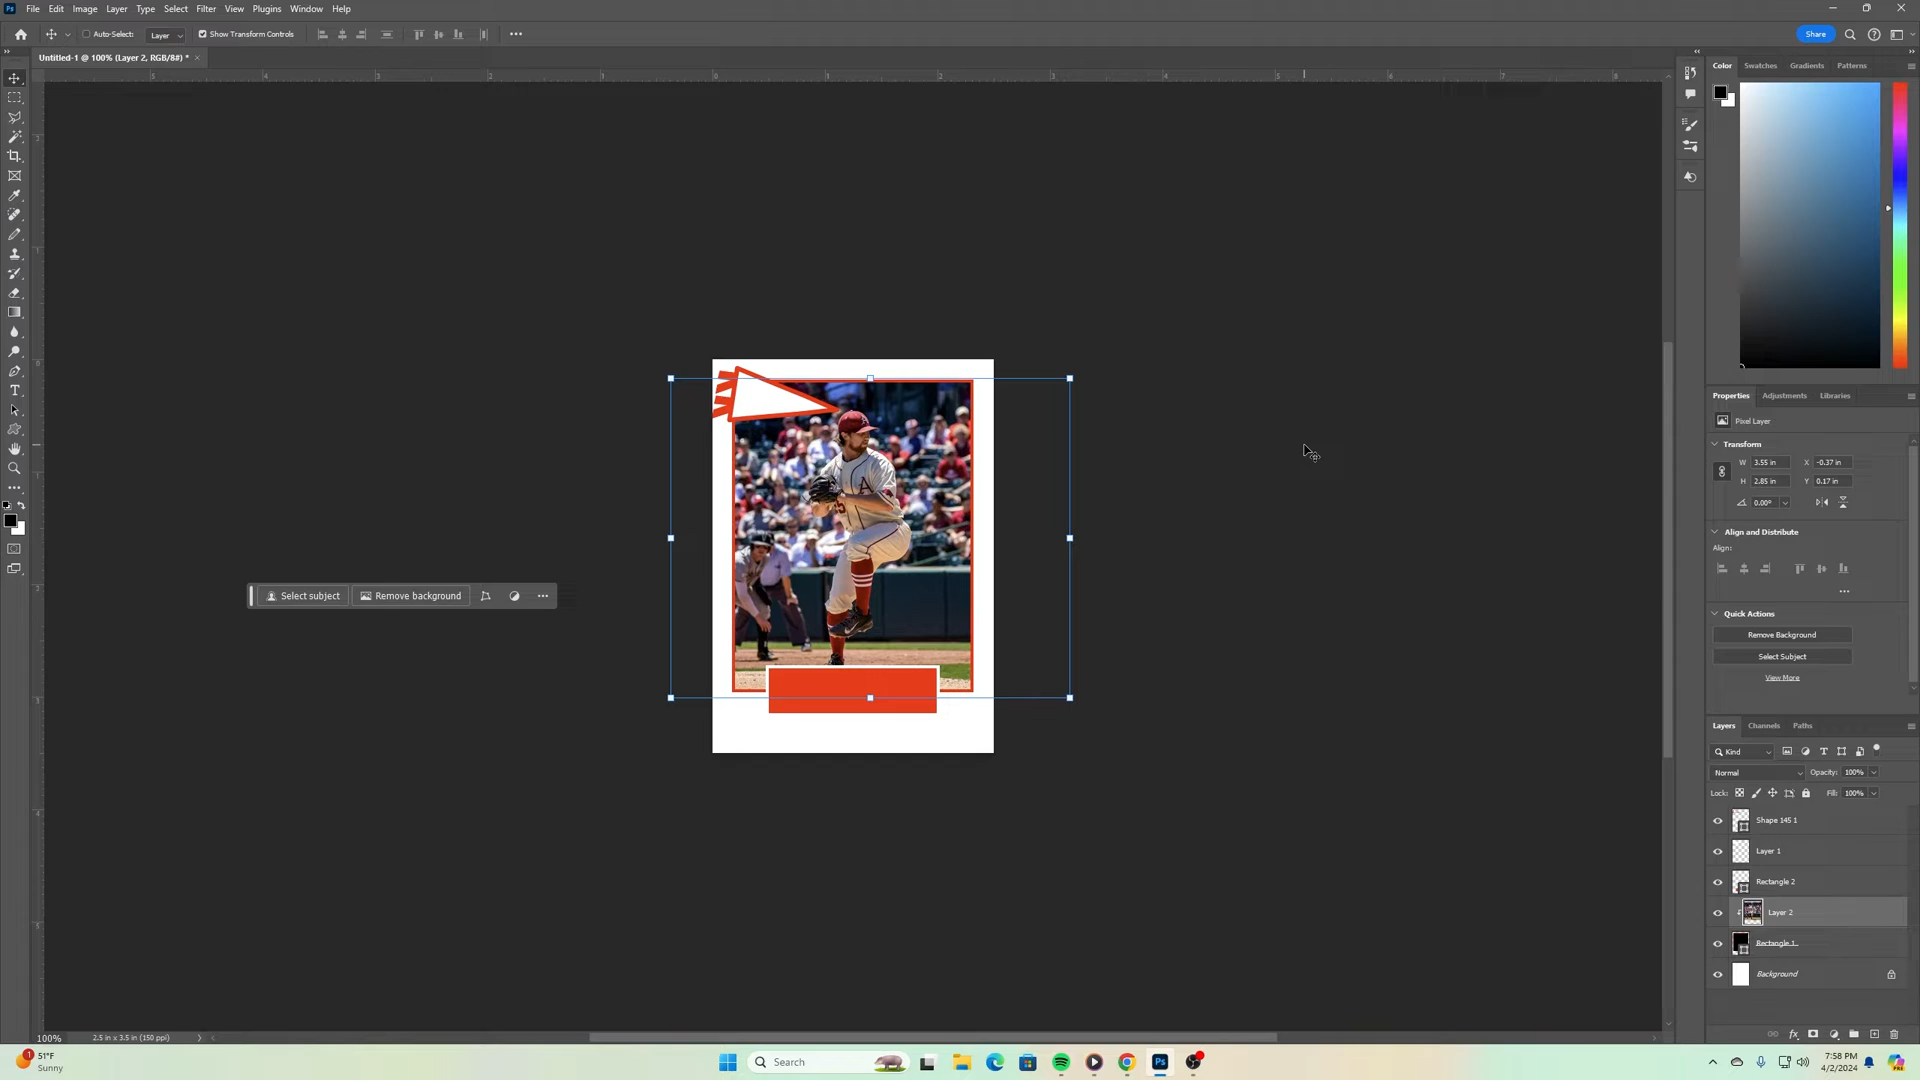 Ps File Edit Image Layer Type Select Filter View Plugins Window Help
Auto-Select: Layer Show Transform Controls Share
Untitled-1 @ 100% (Layer 2, RGB/8#) * ×
Color Swatches Gradients Patterns
Properties Adjustments Libraries
Pixel Layer
Transform
W 3.55 in X -0.37 in
H 2.85 in Y 0.17 in
0.00°
Align and Distribute
Align:
Quick Actions
Remove Background
Select Subject
View More
Select subject Remove background
A
Layers Channels Paths
Kind
Normal Opacity: 100%
Lock: Fill: 100%
Shape 145 1
Layer 1
Rectangle 2
Layer 2
Rectangle 1
Background
100% 2.5 in x 3.5 in (150 ppi)
1 51°F
Sunny
Search
Ps
7:58 PM
4/2/2024